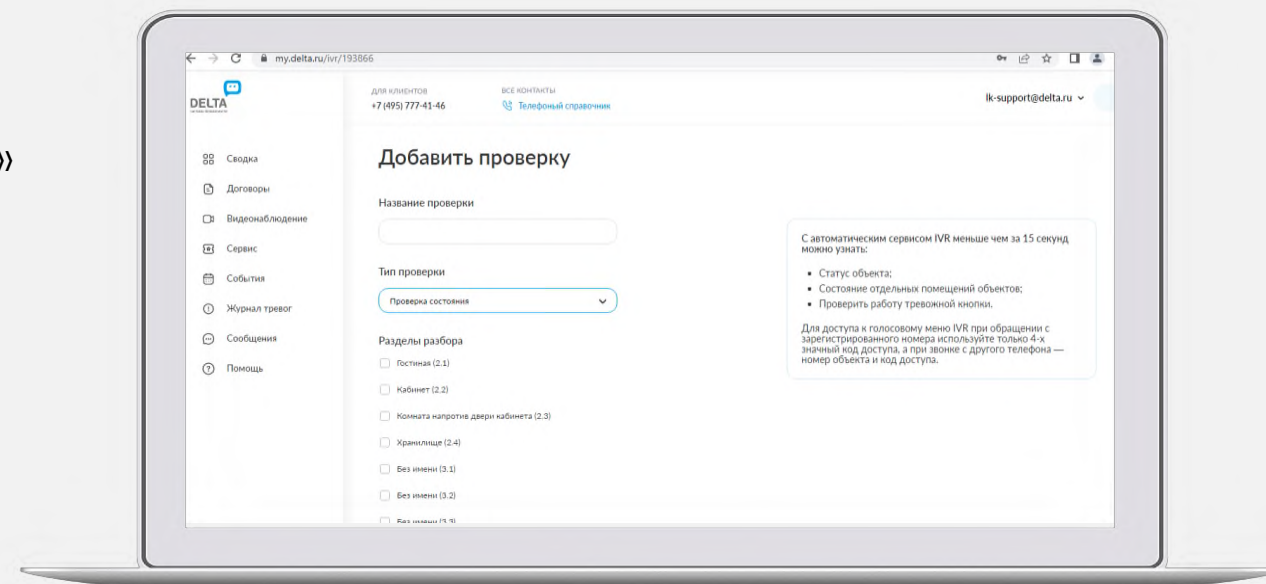 »
my.delta.ru/ivr/193866
DELTA
ДЛЯ КЛИЕНТОВ
+7 (495) 777-41-46
ВСЕ КОНТАКТЫ
Телефоный справочник
lk-support@delta.ru
Сводка
Договоры
Видеонаблюдение
Сервис
События
Журнал тревог
Сообщения
Помощь
Добавить проверку
Название проверки
Тип проверки
Проверка состояния
Разделы разбора
Гостиная (2.1)
Кабинет (2.2)
Комната напротив двери кабинета (2.3)
Хранилище (2.4)
Без имени (3.1)
Без имени (3.2)
Без имени (3.3)
С автоматическим сервисом IVR меньше чем за 15 секунд
можно узнать:
• Статус объекта;
• Состояние отдельных помещений объектов;
• Проверить работу тревожной кнопки.
Для доступа к голосовому меню IVR при обращении с
зарегистрированного номера используйте только 4-х
значный код доступа, а при звонке с другого телефона —
номер объекта и код доступа.